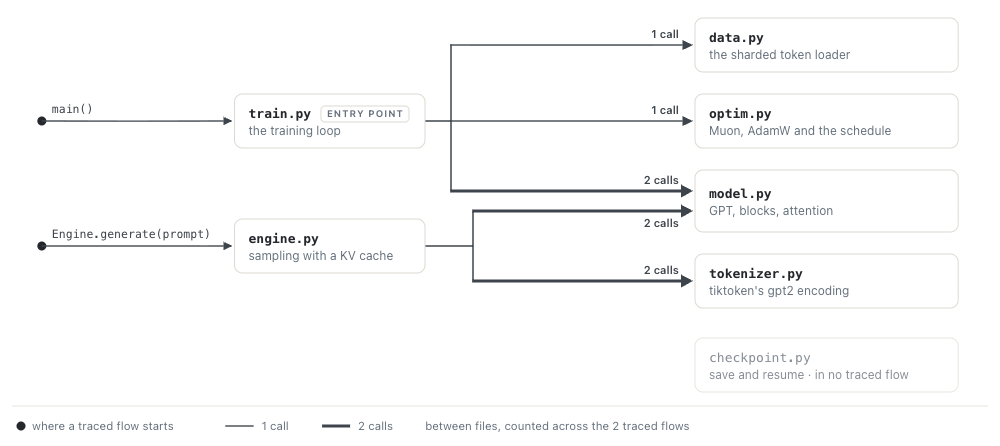 1 call
data.py
the sharded token loader
main()
train.py ENTRY POINT
the training loop
1 call
optim.py
Muon, AdamW and the schedule
2 calls
model.py
GPT, blocks, attention
2 calls
Engine.generate(prompt)
engine.py
sampling with a KV cache
2 calls
tokenizer.py
tiktoken's gpt2 encoding
checkpoint.py
save and resume · in no traced flow
where a traced flow starts
1 call
2 calls
between files, counted across the 2 traced flows